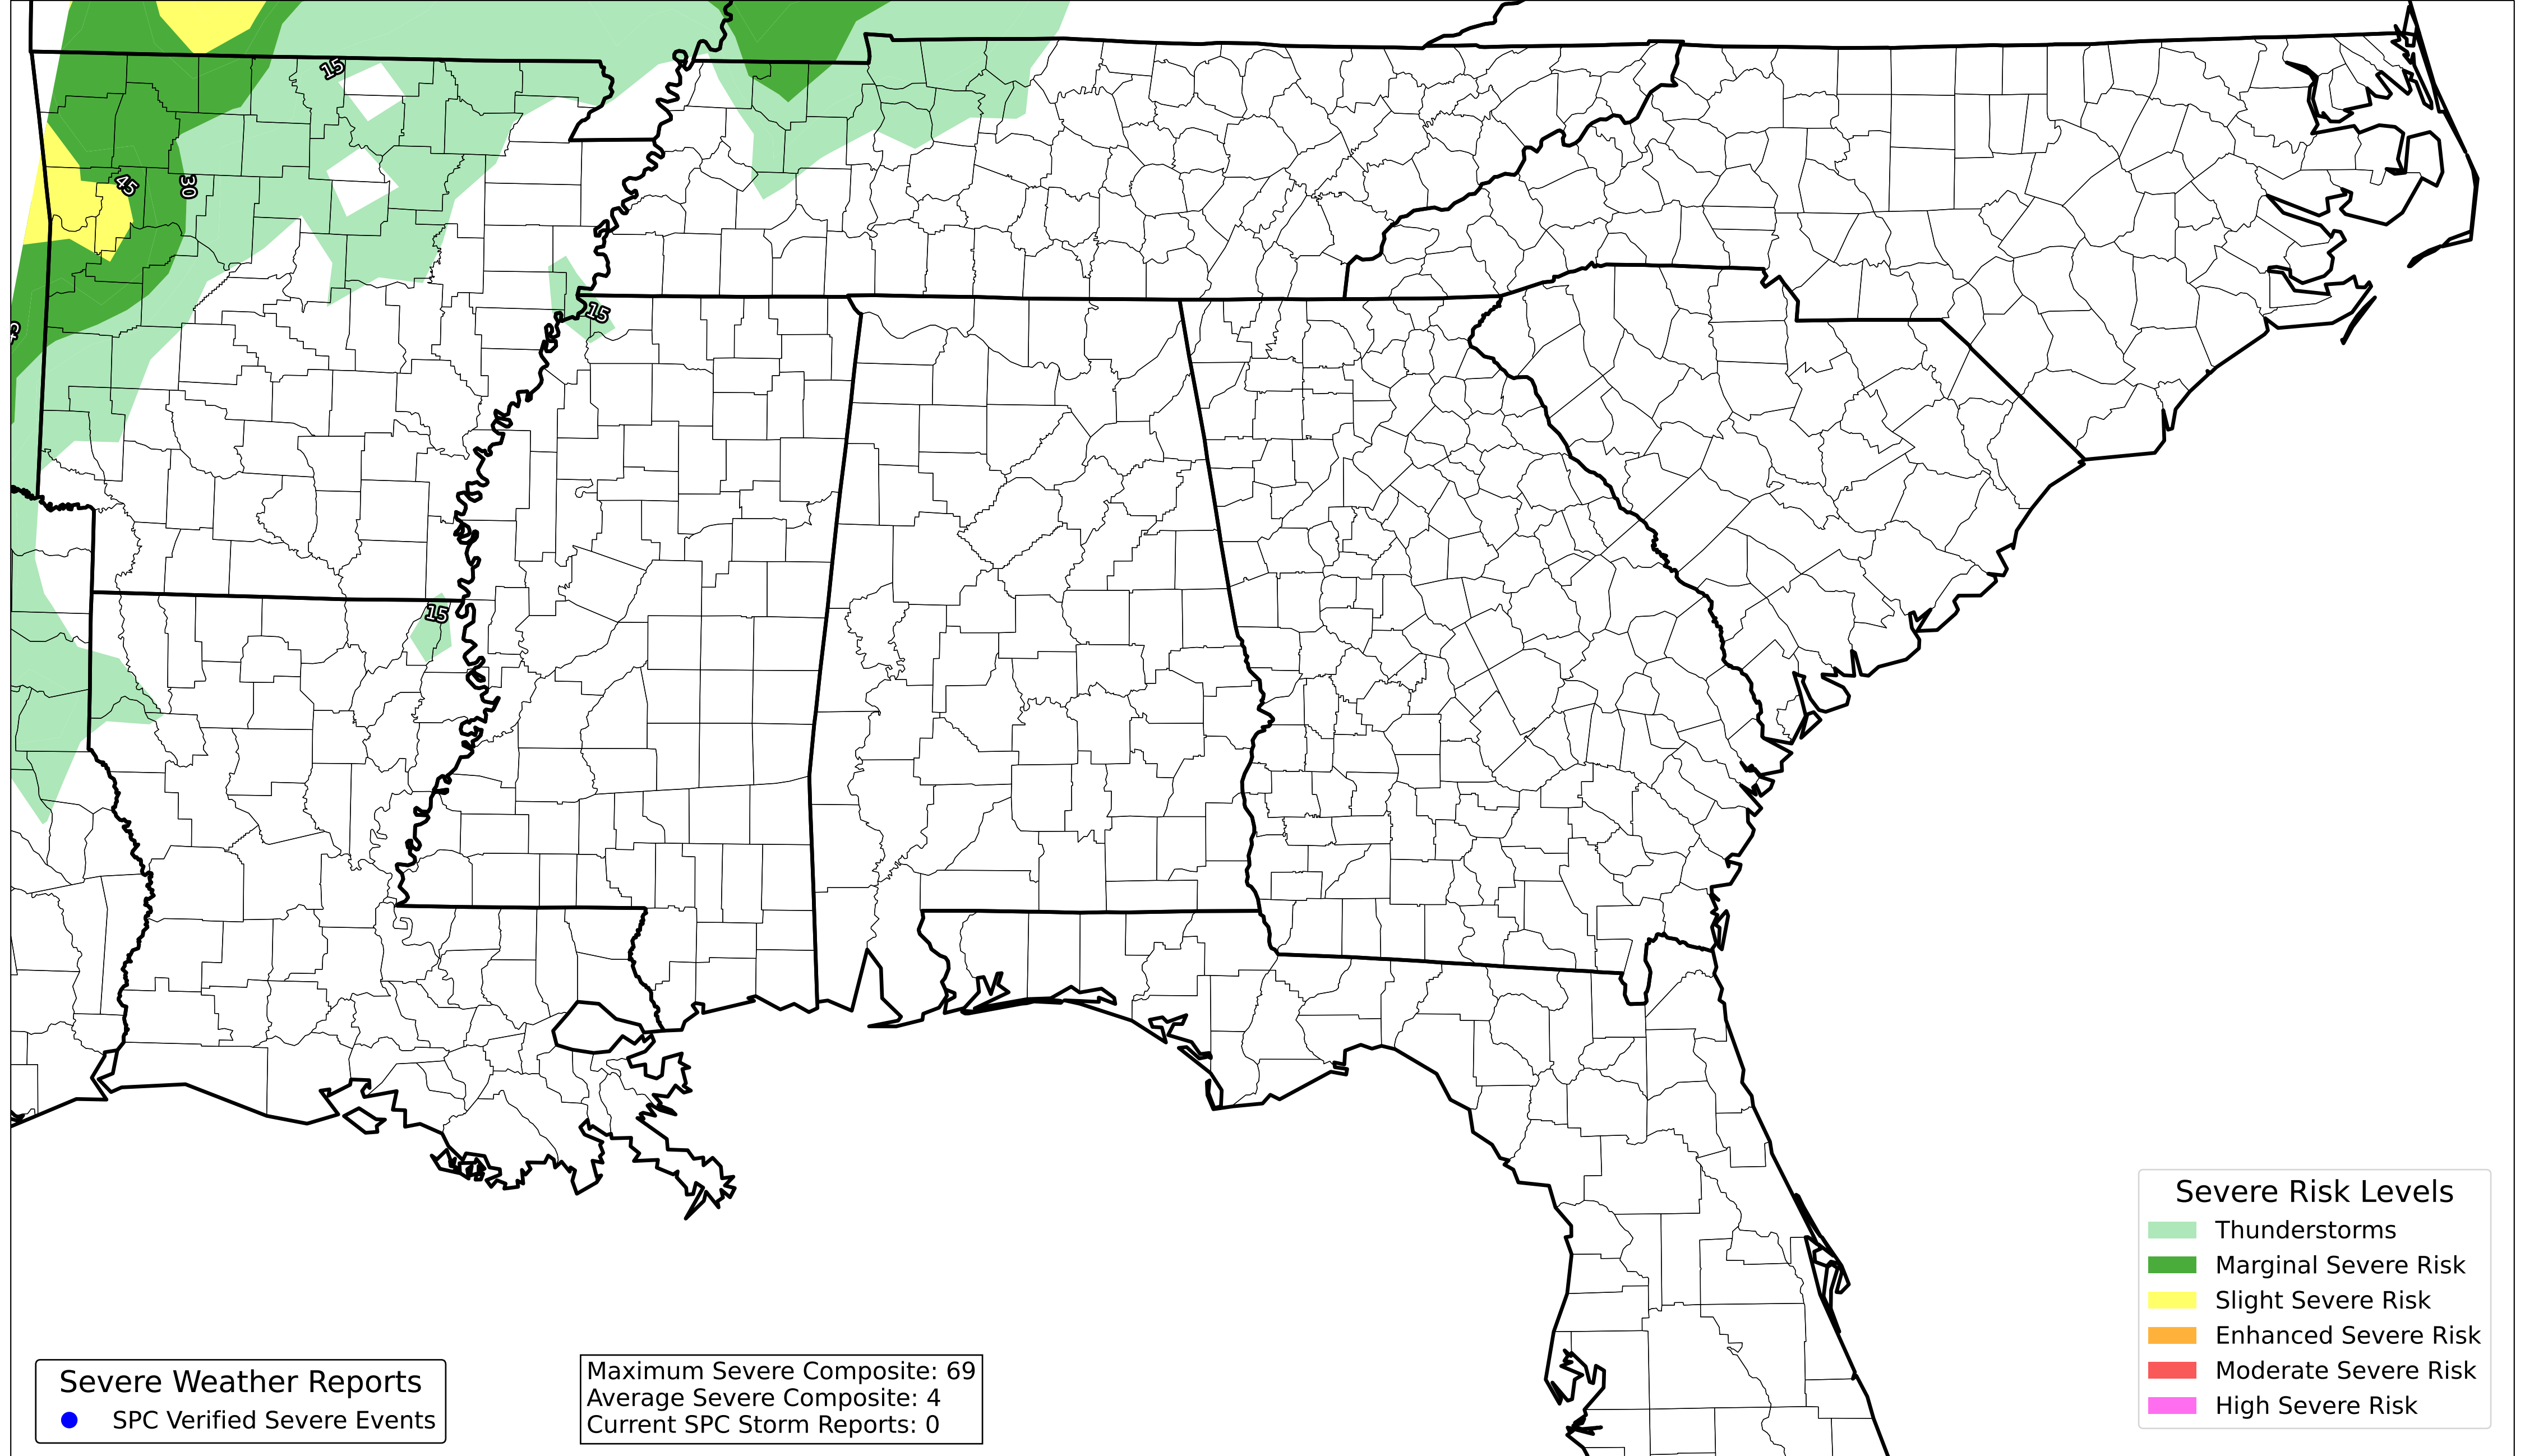 15
45
30
15
15
Severe Risk Levels
Thunderstorms
Marginal Severe Risk
Slight Severe Risk
Enhanced Severe Risk
Moderate Severe Risk
High Severe Risk
Severe Weather Reports
SPC Verified Severe Events
Maximum Severe Composite: 69
Average Severe Composite: 4
Current SPC Storm Reports: 0